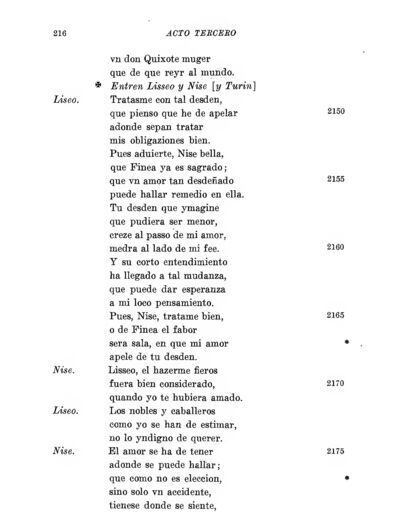 216 ACTO TERCERO
vn don Quixote muger
que de que reyr al mundo.
✠ Entren Lisseo y Nise [y Turin]
Liseo. Tratasme con tal desden,
que pienso que he de apelar 2150
adonde sepan tratar
mis obligaziones bien.
Pues aduierte, Nise bella,
que Finea ya es sagrado;
que vn amor tan desdeñado 2155
puede hallar remedio en ella.
Tu desden que ymagine
que pudiera ser menor,
creze al passo de mi amor,
medra al lado de mi fee. 2160
Y su corto entendimiento
ha llegado a tal mudanza,
que puede dar esperanza
a mi loco pensamiento.
Pues, Nise, tratame bien, 2165
o de Finea el fabor
sera sala, en que mi amor *
apele de tu desden.
Nise. Lisseo, el hazerme fieros
fuera bien considerado, 2170
quando yo te hubiera amado.
Liseo. Los nobles y caballeros
como yo se han de estimar,
no lo yndigno de querer.
Nise. El amor se ha de tener 2175
adonde se puede hallar;
que como no es eleccion, *
sino solo vn accidente,
tienese donde se siente,